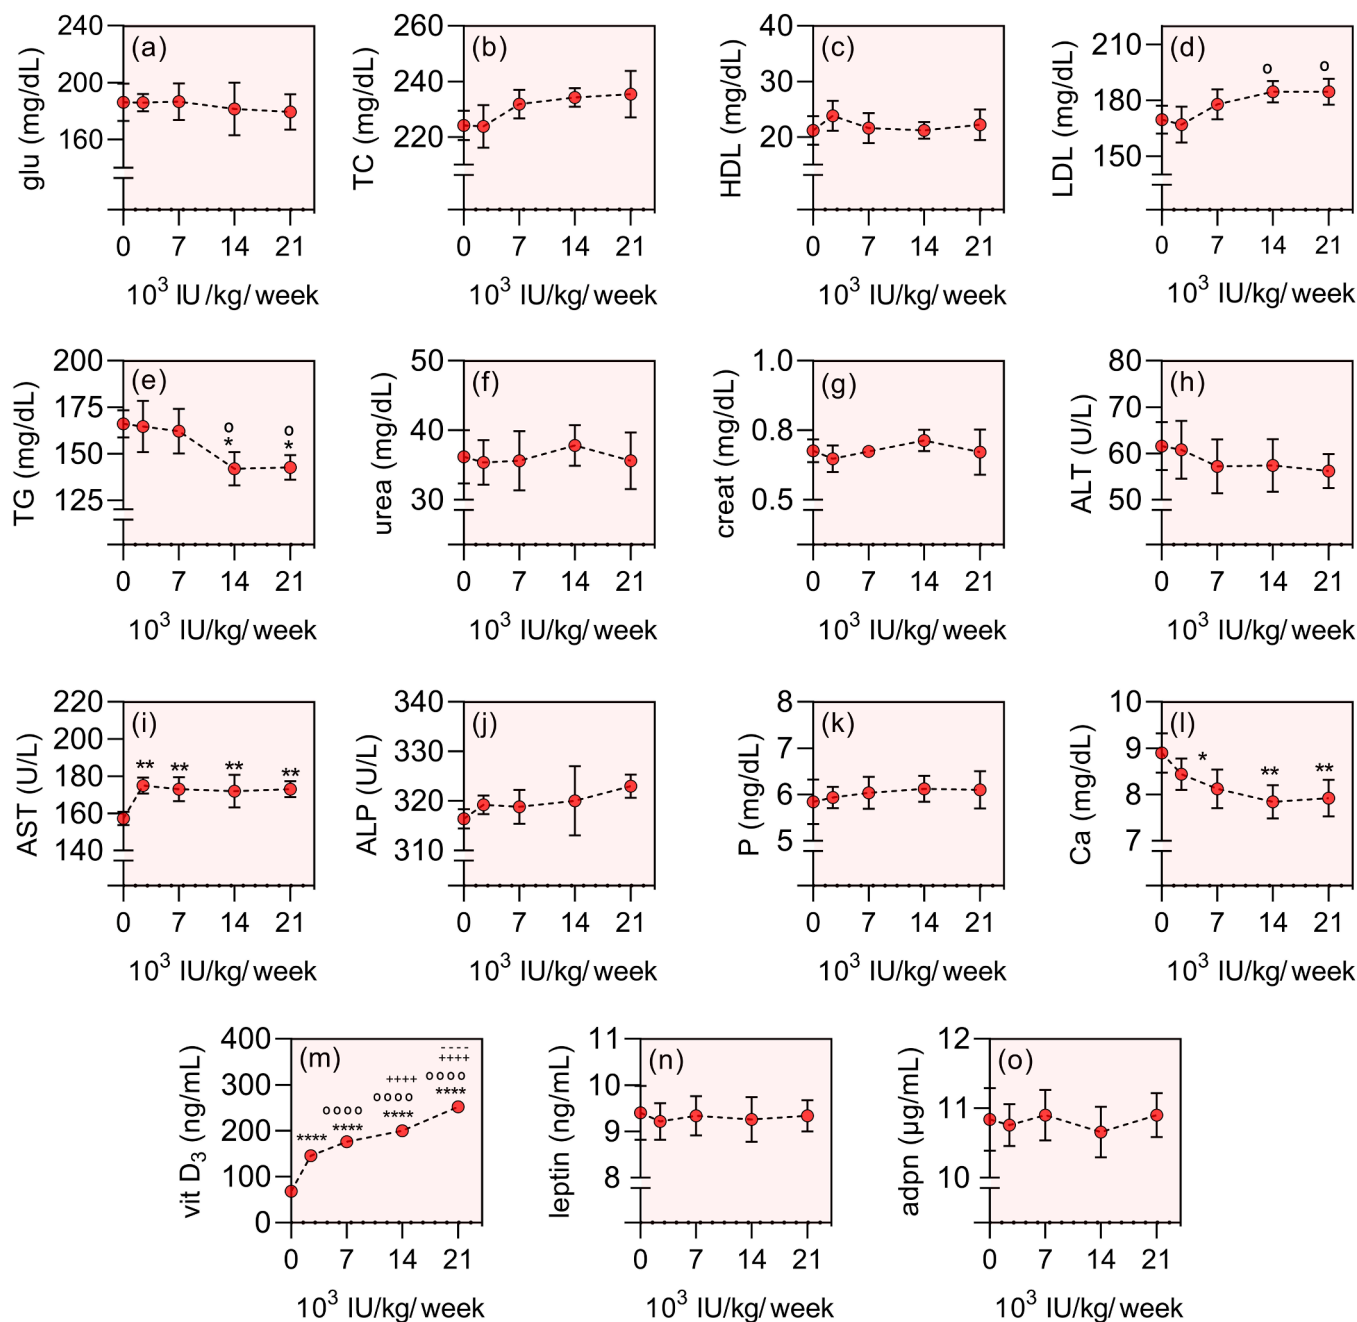 (a)
glu (mg/dL)
240
200
160
0 7 14 21
10³ IU/kg/week
(b)
TC (mg/dL)
260
240
220
0 7 14 21
10³ IU/kg/week
(c)
HDL (mg/dL)
40
30
20
0 7 14 21
10³ IU/kg/week
(d)
LDL (mg/dL)
210
180
150
o o
0 7 14 21
10³ IU/kg/week
(e)
TG (mg/dL)
200
175
150
125
o o
* *
0 7 14 21
10³ IU/kg/week
(f)
urea (mg/dL)
50
40
30
0 7 14 21
10³ IU/kg/week
(g)
creat (mg/dL)
1.0
0.8
0.5
0 7 14 21
10³ IU/kg/week
(h)
ALT (U/L)
80
70
60
50
0 7 14 21
10³ IU/kg/week
(i)
AST (U/L)
220
200
180
160
140
** ** ** **
0 7 14 21
10³ IU/kg/week
(j)
ALP (U/L)
340
330
320
310
0 7 14 21
10³ IU/kg/week
(k)
P (mg/dL)
8
7
6
5
0 7 14 21
10³ IU/kg/week
(l)
Ca (mg/dL)
10
9
8
7
* ** **
0 7 14 21
10³ IU/kg/week
(m)
vit D₃ (ng/mL)
400
300
200
100
0
----
++++ ++++
oooo oooo oooo
**** **** **** ****
0 7 14 21
10³ IU/kg/week
(n)
leptin (ng/mL)
11
10
9
8
0 7 14 21
10³ IU/kg/week
(o)
adpn (µg/mL)
12
11
10
0 7 14 21
10³ IU/kg/week